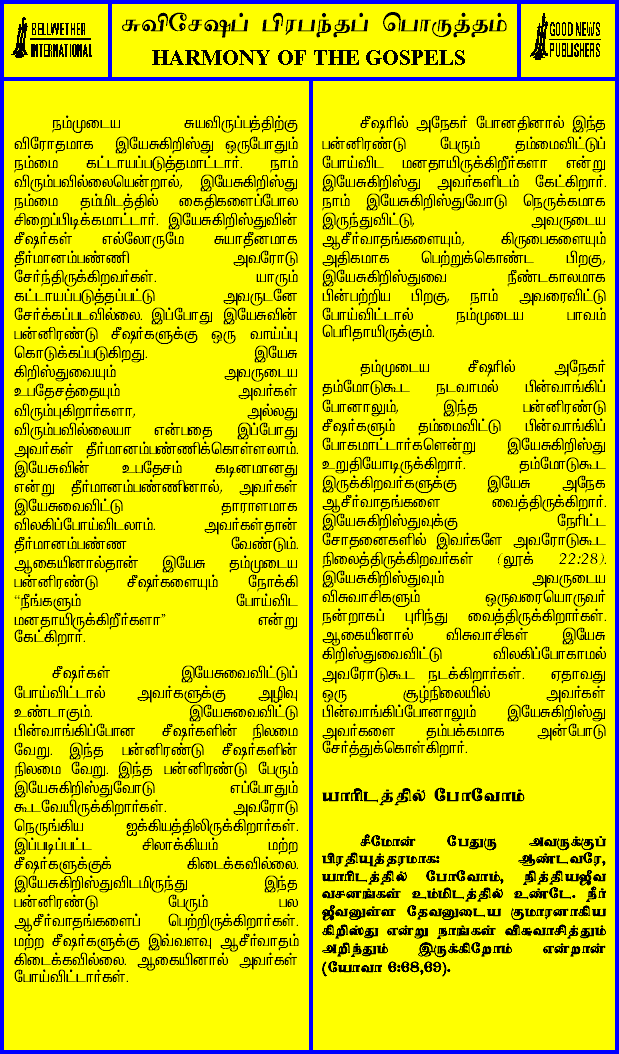 BELLWETHER
INTERNATIONAL
சுவிசேஷப் பிரபந்தப் பொருத்தம்
HARMONY OF THE GOSPELS
GOOD NEWS
PUBLISHERS
நம்முடைய சுயவிருப்பத்திற்கு
விரோதமாக இயேசுகிறிஸ்து ஒருபோதும்
நம்மை கட்டாயப்படுத்தமாட்டார். நாம்
விரும்பவில்லையென்றால், இயேசுகிறிஸ்து
நம்மை தம்மிடத்தில் கைதிகளைப்போல
சிறைப்பிடிக்கமாட்டார். இயேசுகிறிஸ்துவின்
சீஷர்கள் எல்லோருமே சுயாதீனமாக
தீர்மானம்பண்ணி அவரோடு
சேர்ந்திருக்கிறவர்கள். யாரும்
கட்டாயப்படுத்தப்பட்டு அவருடனே
சேர்க்கப்படவில்லை. இப்போது இயேசுவின்
பன்னிரண்டு சீஷர்களுக்கு ஒரு வாய்ப்பு
கொடுக்கப்படுகிறது. இயேசு
கிறிஸ்துவையும் அவருடைய
உபதேசத்தையும் அவர்கள்
விரும்புகிறார்களா, அல்லது
விரும்பவில்லையா என்பதை இப்போது
அவர்கள் தீர்மானம்பண்ணிக்கொள்ளலாம்.
இயேசுவின் உபதேசம் கடினமானது
என்று தீர்மானம்பண்ணினால், அவர்கள்
இயேசுவைவிட்டு தாராளமாக
விலகிப்போய்விடலாம். அவர்கள்தான்
தீர்மானம்பண்ண வேண்டும்.
ஆகையினால்தான் இயேசு தம்முடைய
பன்னிரண்டு சீஷர்களையும் நோக்கி
“நீங்களும் போய்விட
மனதாயிருக்கிறீர்களா” என்று
கேட்கிறார்.
சீஷர்கள் இயேசுவைவிட்டுப்
போய்விட்டால் அவர்களுக்கு அழிவு
உண்டாகும். இயேசுவைவிட்டு
பின்வாங்கிப்போன சீஷர்களின் நிலமை
வேறு. இந்த பன்னிரண்டு சீஷர்களின்
நிலமை வேறு. இந்த பன்னிரண்டு பேரும்
இயேசுகிறிஸ்துவோடு எப்போதும்
கூடவேயிருக்கிறார்கள். அவரோடு
நெருங்கிய ஐக்கியத்திலிருக்கிறார்கள்.
இப்படிப்பட்ட சிலாக்கியம் மற்ற
சீஷர்களுக்குக் கிடைக்கவில்லை.
இயேசுகிறிஸ்துவிடமிருந்து இந்த
பன்னிரண்டு பேரும் பல
ஆசீர்வாதங்களைப் பெற்றிருக்கிறார்கள்.
மற்ற சீஷர்களுக்கு இவ்வளவு ஆசீர்வாதம்
கிடைக்கவில்லை. ஆகையினால் அவர்கள்
போய்விட்டார்கள்.
சீஷரில் அநேகர் போனதினால் இந்த
பன்னிரண்டு பேரும் தம்மைவிட்டுப்
போய்விட மனதாயிருக்கிறீர்களா என்று
இயேசுகிறிஸ்து அவர்களிடம் கேட்கிறார்.
நாம் இயேசுகிறிஸ்துவோடு நெருக்கமாக
இருந்துவிட்டு, அவருடைய
ஆசீர்வாதங்களையும், கிருபைகளையும்
அதிகமாக பெற்றுக்கொண்ட பிறகு,
இயேசுகிறிஸ்துவை நீண்டகாலமாக
பின்பற்றிய பிறகு, நாம் அவரைவிட்டு
போய்விட்டால் நம்முடைய பாவம்
பெரிதாயிருக்கும்.
தம்முடைய சீஷரில் அநேகர்
தம்மோடுகூட நடவாமல் பின்வாங்கிப்
போனாலும், இந்த பன்னிரண்டு
சீஷர்களும் தம்மைவிட்டு பின்வாங்கிப்
போகமாட்டார்களென்று இயேசுகிறிஸ்து
உறுதியோடிருக்கிறார். தம்மோடுகூட
இருக்கிறவர்களுக்கு இயேசு அநேக
ஆசீர்வாதங்களை வைத்திருக்கிறார்.
இயேசுகிறிஸ்துவுக்கு நேரிட்ட
சோதனைகளில் இவர்களே அவரோடுகூட
நிலைத்திருக்கிறவர்கள் (லூக் 22:28).
இயேசுகிறிஸ்துவும் அவருடைய
விசுவாசிகளும் ஒருவரையொருவர்
நன்றாகப் புரிந்து வைத்திருக்கிறார்கள்.
ஆகையினால் விசுவாசிகள் இயேசு
கிறிஸ்துவைவிட்டு விலகிப்போகாமல்
அவரோடுகூட நடக்கிறார்கள். ஏதாவது
ஒரு சூழ்நிலையில் அவர்கள்
பின்வாங்கிப்போனாலும் இயேசுகிறிஸ்து
அவர்களை தம்பக்கமாக அன்போடு
சேர்த்துக்கொள்கிறார்.
யாரிடத்தில் போவோம்
சீமோன் பேதுரு அவருக்குப்
பிரதியுத்தரமாக: ஆண்டவரே,
யாரிடத்தில் போவோம், நித்தியஜீவ
வசனங்கள் உம்மிடத்தில் உண்டே. நீர்
ஜீவனுள்ள தேவனுடைய குமாரனாகிய
கிறிஸ்து என்று நாங்கள் விசுவாசித்தும்
அறிந்தும் இருக்கிறோம் என்றான்
(யோவா 6:68,69).